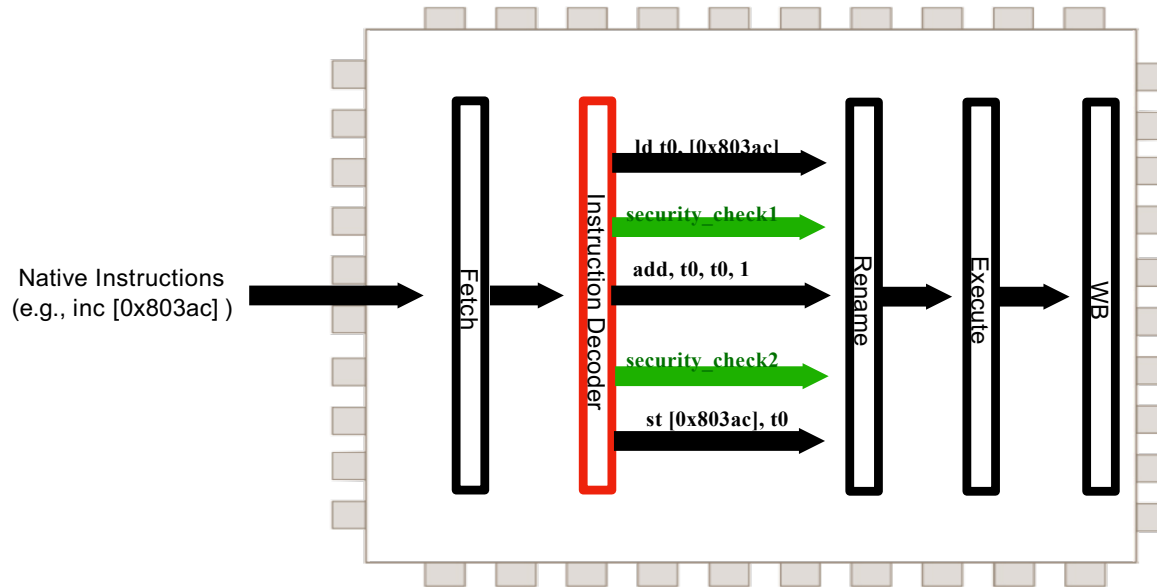 Native Instructions
(e.g., inc [0x803ac] )
Fetch
Instruction Decoder
ld t0, [0x803ac]
security_check1
add, t0, t0, 1
security_check2
st [0x803ac], t0
Rename
Execute
WB